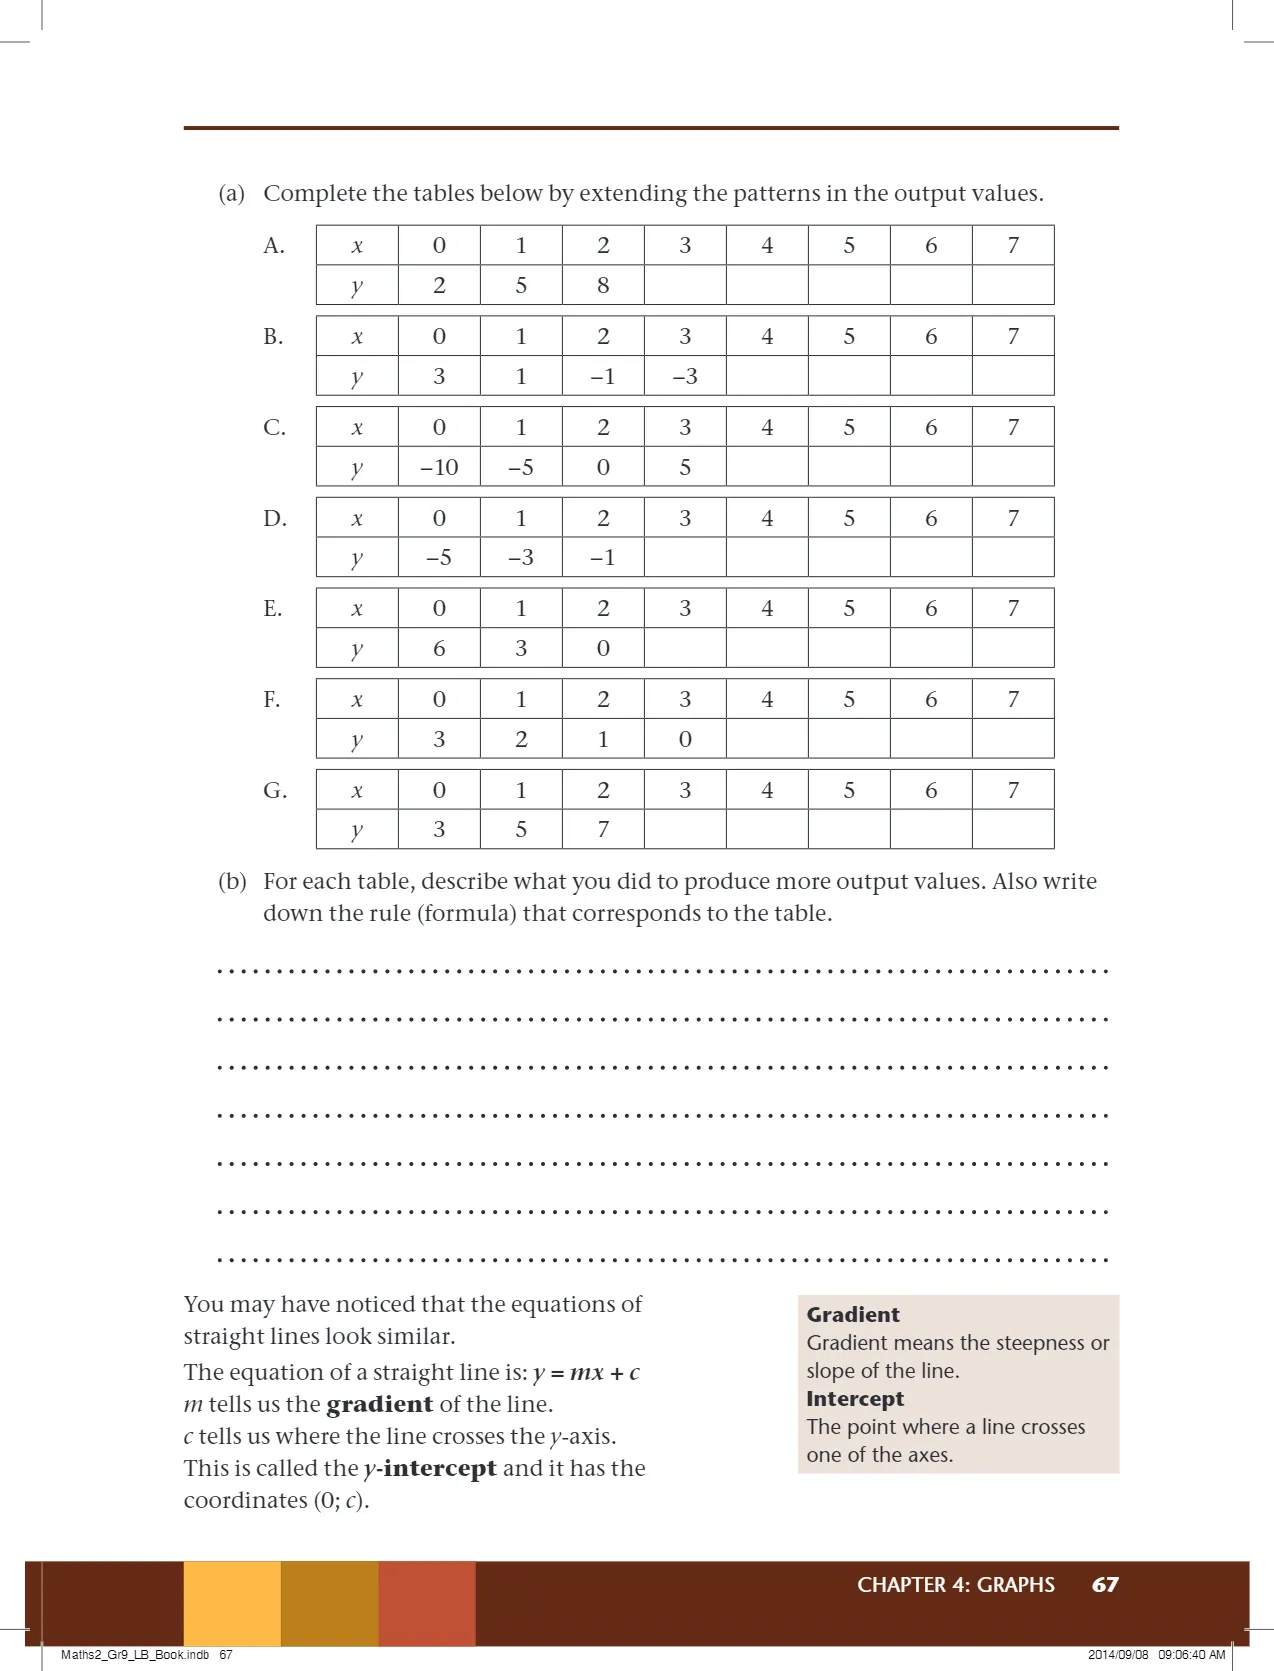 (a) Complete the tables below by extending the patterns in the output values.
A. x 0 1 2 3 4 5 6 7
y 2 5 8
B. x 0 1 2 3 4 5 6 7
y 3 1 –1 –3
C. x 0 1 2 3 4 5 6 7
y –10 –5 0 5
D. x 0 1 2 3 4 5 6 7
y –5 –3 –1
E. x 0 1 2 3 4 5 6 7
y 6 3 0
F. x 0 1 2 3 4 5 6 7
y 3 2 1 0
G. x 0 1 2 3 4 5 6 7
y 3 5 7
(b) For each table, describe what you did to produce more output values. Also write
down the rule (formula) that corresponds to the table.
You may have noticed that the equations of
straight lines look similar.
The equation of a straight line is: y = mx + c
m tells us the gradient of the line.
c tells us where the line crosses the y-axis.
This is called the y-intercept and it has the
coordinates (0; c).
Gradient
Gradient means the steepness or
slope of the line.
Intercept
The point where a line crosses
one of the axes.
CHAPTER 4: GRAPHS 67
Maths2_Gr9_LB_Book.indb 67 2014/09/08 09:06:40 AM